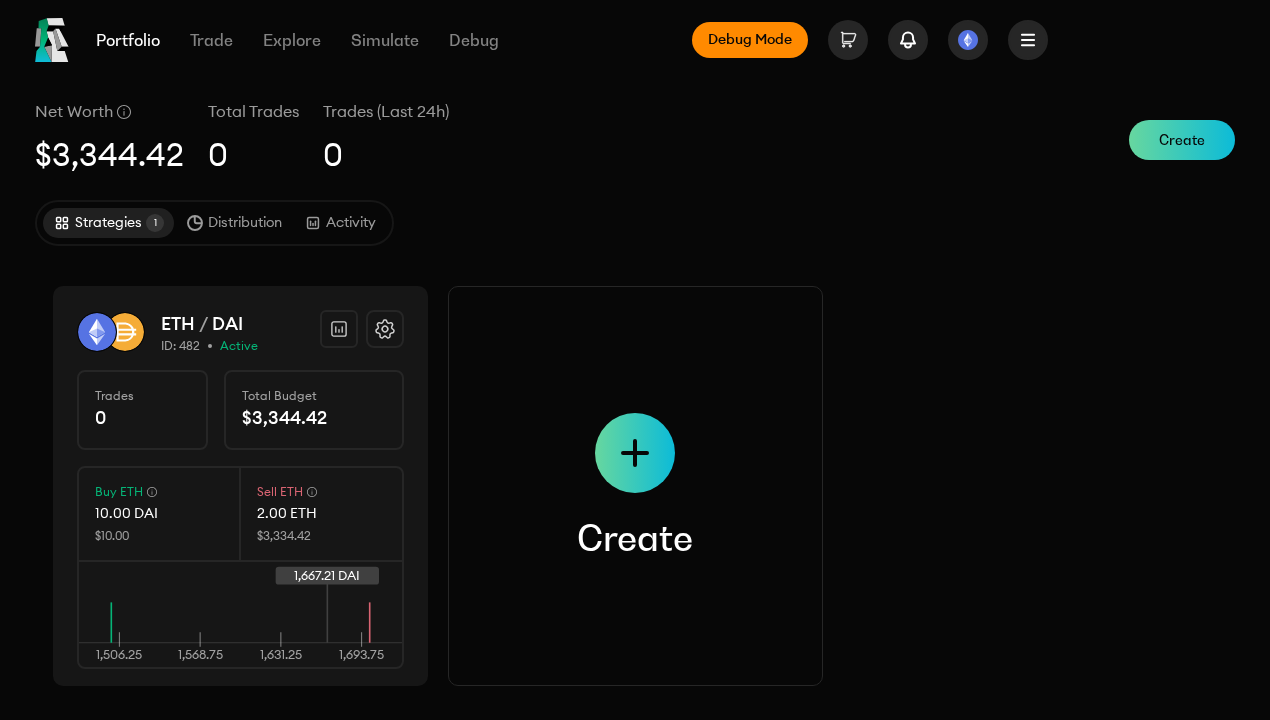 Portfolio Trade Explore Simulate Debug Debug Mode
Net Worth Total Trades Trades (Last 24h)
$3,344.42 0 0
Create
Strategies 1 Distribution Activity
ETH / DAI
ID: 482 • Active
Trades Total Budget
0 $3,344.42
Buy ETH Sell ETH
10.00 DAI 2.00 ETH
$10.00 $3,334.42
1,667.21 DAI
1,506.25 1,568.75 1,631.25 1,693.75
Create